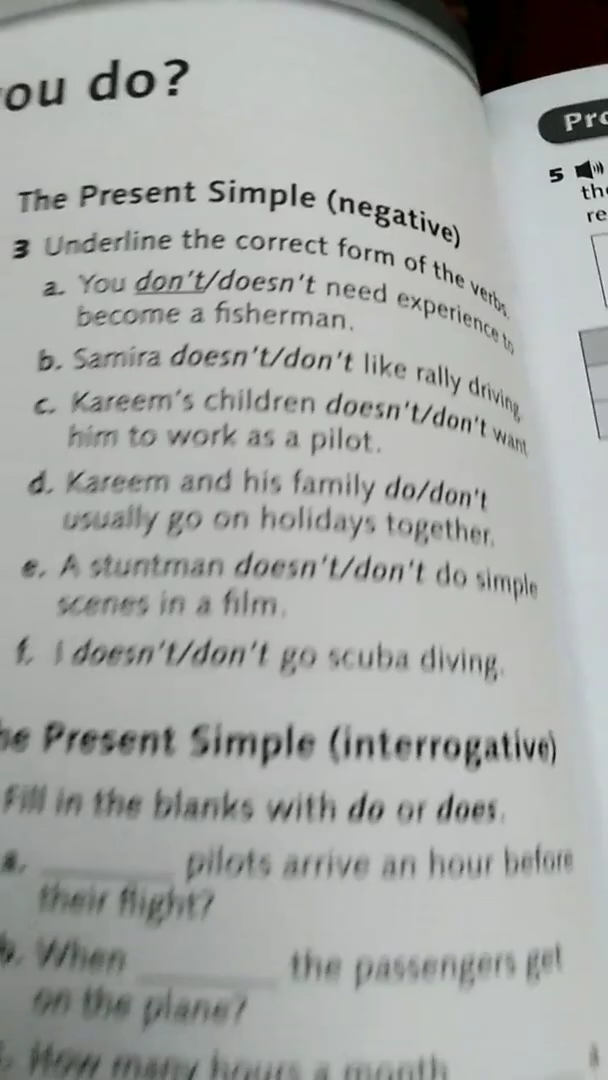 ou do?
The Present Simple (negative)
3 Underline the correct form of the verbs.
a. You don't/doesn't need experience to
become a fisherman.
b. Samira doesn't/don't like rally driving.
c. Kareem's children doesn't/don't want
him to work as a pilot.
d. Kareem and his family do/don't
usually go on holidays together.
e. A stuntman doesn't/don't do simple
scenes in a film.
f. I doesn't/don't go scuba diving.
he Present Simple (interrogative)
Fill in the blanks with do or does.
a. ________ pilots arrive an hour before
their flight?
b. When ________ the passengers get
on the plane?
How many hours a month
Pro
5
the
re